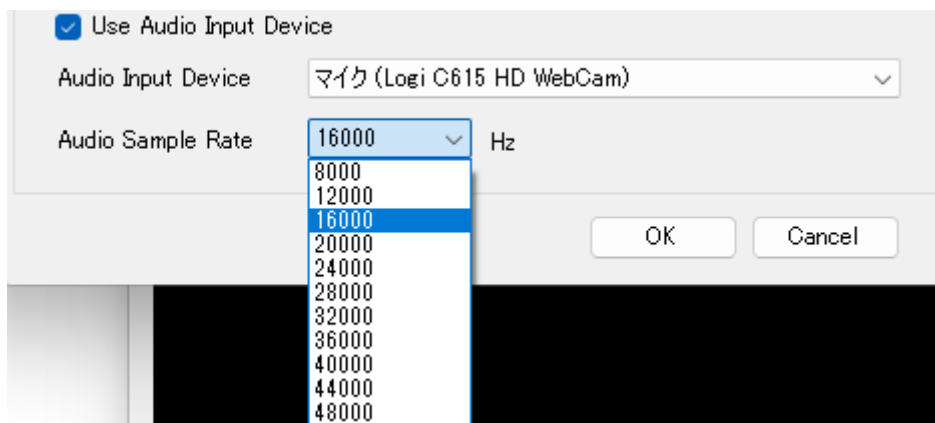 Use Audio Input Device
Audio Input Device マイク (Logi C615 HD WebCam)
Audio Sample Rate 16000 Hz
8000
12000
16000
20000
24000
28000
32000
36000
40000
44000
48000
OK Cancel